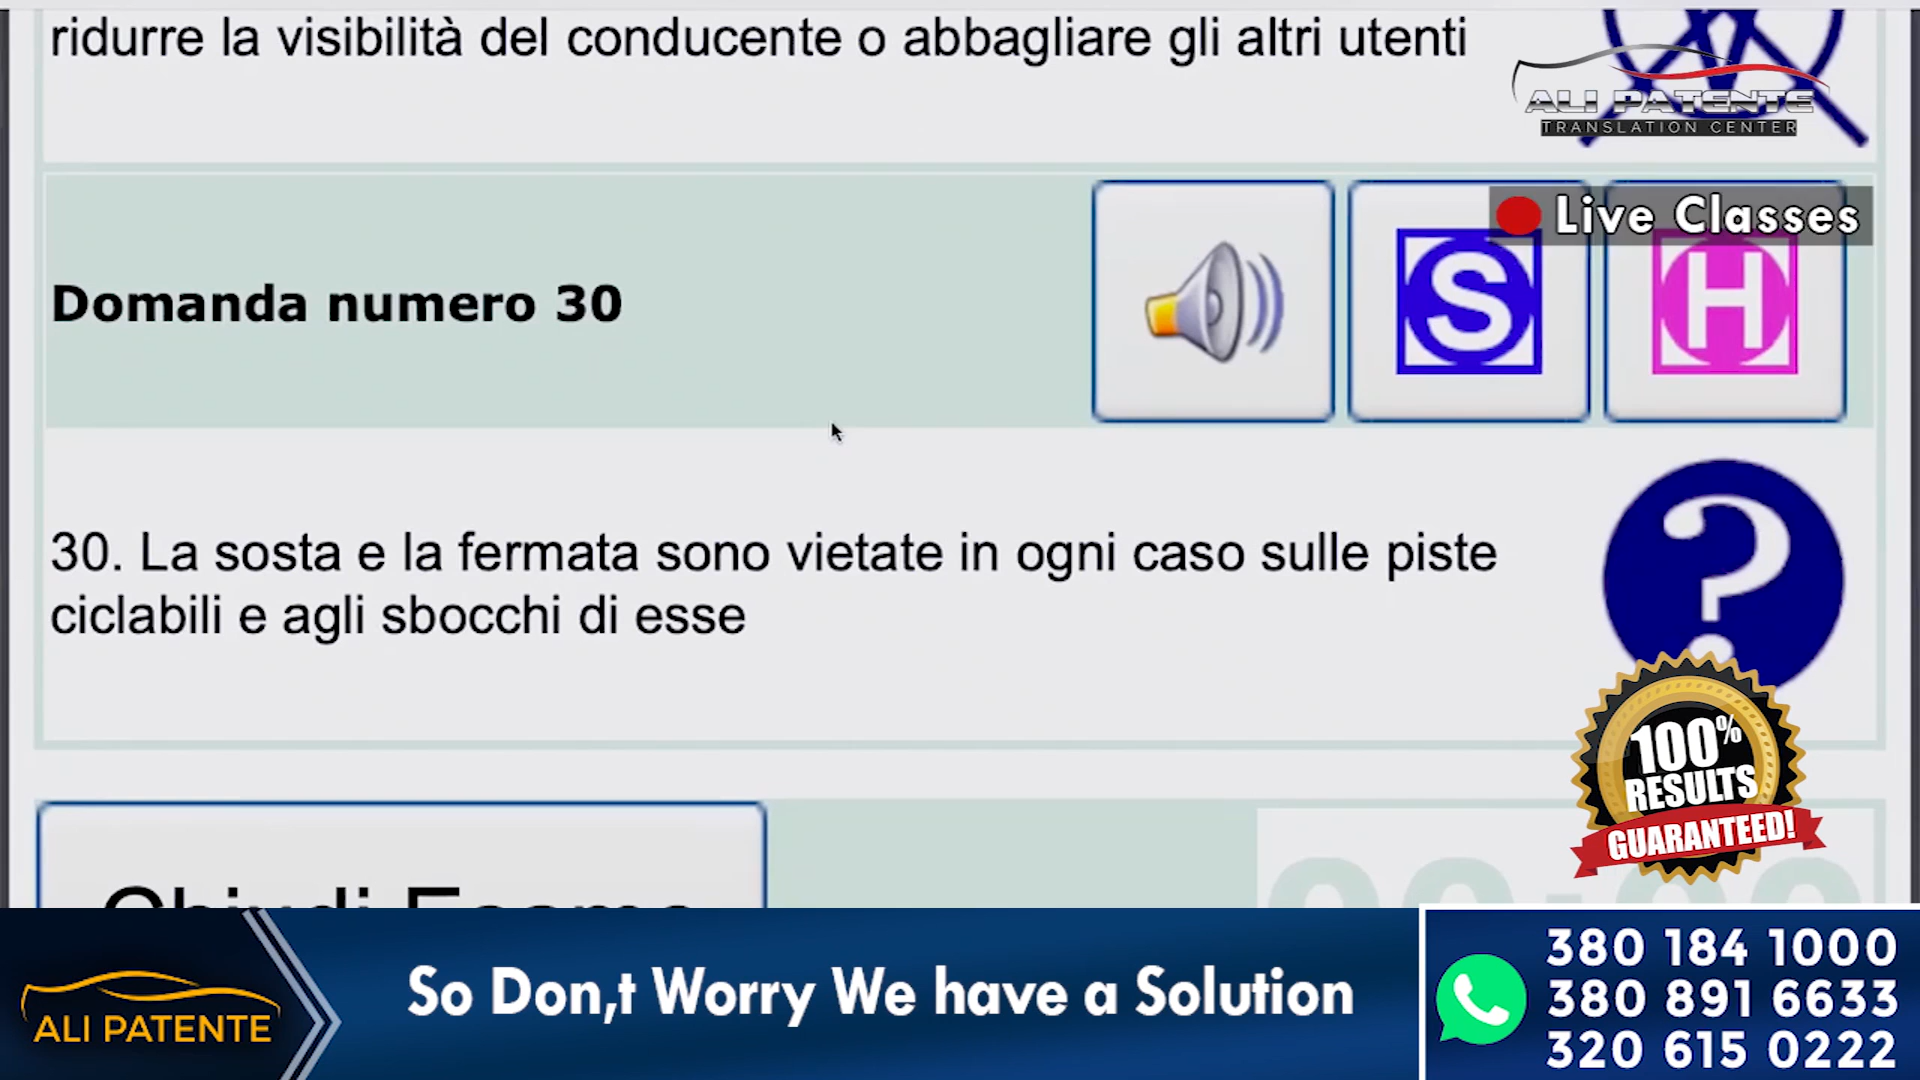 ridurre la visibilità del conducente o abbagliare gli altri utenti
ALI PATENTE
TRANSLATION CENTER
Live Classes
Domanda numero 30
S
H
30. La sosta e la fermata sono vietate in ogni caso sulle piste
ciclabili e agli sbocchi di esse
?
100%
RESULTS
GUARANTEED!
Chiudi Esame
ALI PATENTE
So Don,t Worry We have a Solution
380 184 1000
380 891 6633
320 615 0222